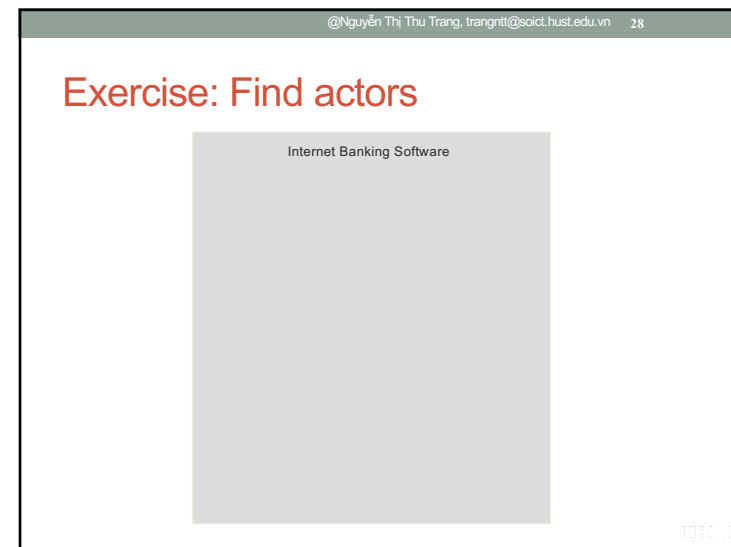 @Nguyễn Thị Thu Trang, trangntt@soict.hust.edu.vn 28
Exercise: Find actors
Internet Banking Software